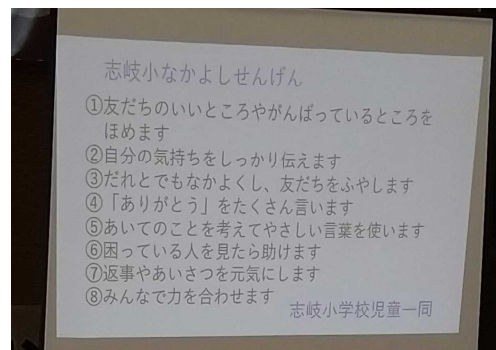 志岐小なかよしせんげん
①友だちのいいところやがんばっているところを
ほめます
②自分の気持ちをしっかり伝えます
③だれとでもなかよくし、友だちをふやします
④「ありがとう」をたくさん言います
⑤あいてのことを考えてやさしい言葉を使います
⑥困っている人を見たら助けます
⑦返事やあいさつを元気にします
⑧みんなで力を合わせます
志岐小学校児童一同